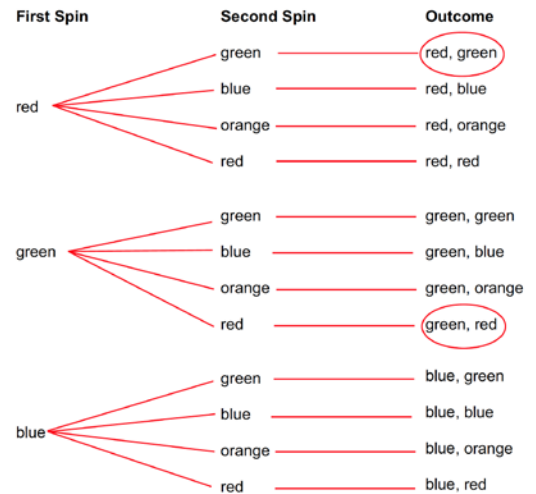 First Spin Second Spin Outcome
green red, green
blue red, blue
red
orange red, orange
red red, red
green green, green
green blue green, blue
orange green, orange
red green, red
green blue, green
blue blue, blue
blue
orange blue, orange
red blue, red